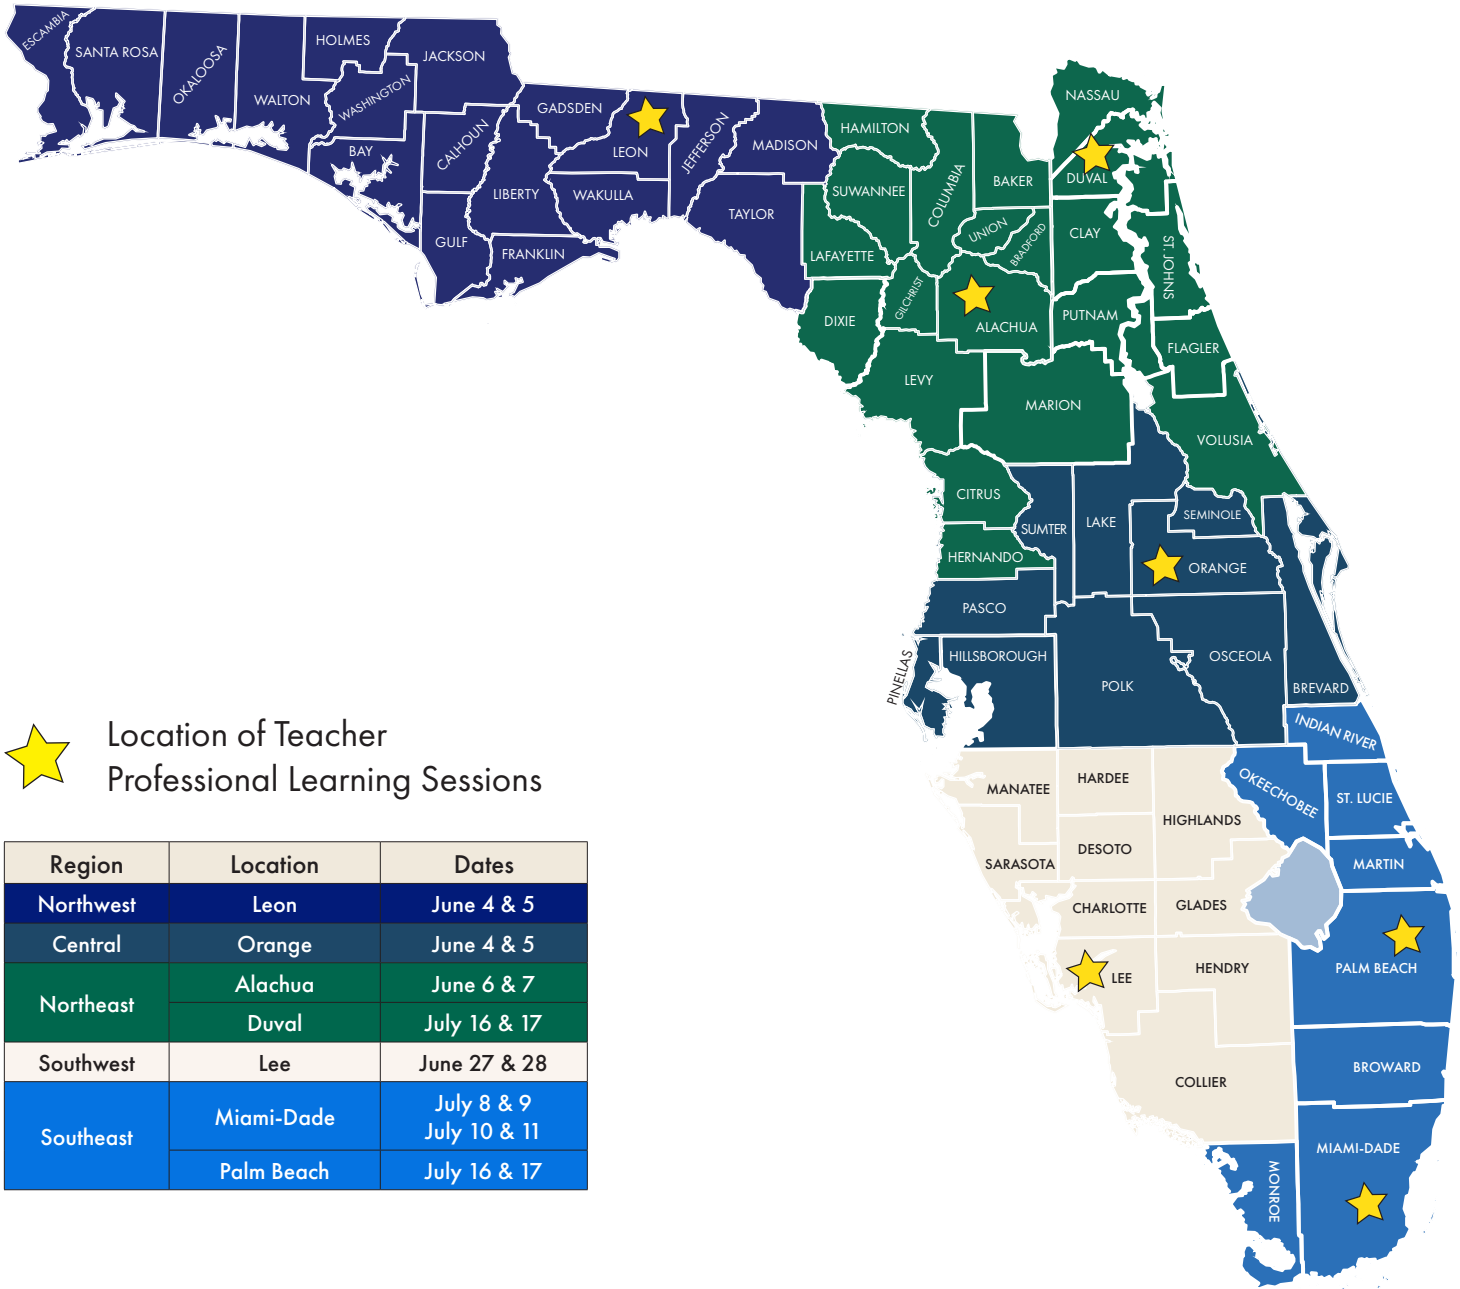 ESCAMBIA
SANTA ROSA
OKALOOSA
WALTON
HOLMES
WASHINGTON
JACKSON
BAY
CALHOUN
GULF
LIBERTY
GADSDEN
FRANKLIN
LEON
WAKULLA
JEFFERSON
MADISON
TAYLOR
HAMILTON
SUWANNEE
LAFAYETTE
DIXIE
COLUMBIA
GILCHRIST
BAKER
UNION
BRADFORD
ALACHUA
NASSAU
DUVAL
CLAY
ST. JOHNS
PUTNAM
FLAGLER
LEVY
MARION
VOLUSIA
CITRUS
HERNANDO
SUMTER
LAKE
SEMINOLE
ORANGE
PASCO
PINELLAS
HILLSBOROUGH
POLK
OSCEOLA
BREVARD
INDIAN RIVER
MANATEE
HARDEE
HIGHLANDS
OKEECHOBEE
ST. LUCIE
SARASOTA
DESOTO
MARTIN
CHARLOTTE
GLADES
LEE
HENDRY
PALM BEACH
COLLIER
BROWARD
MIAMI-DADE
MONROE
Location of Teacher
Professional Learning Sessions
Region Location Dates
Northwest Leon June 4 & 5
Central Orange June 4 & 5
Northeast Alachua June 6 & 7
Duval July 16 & 17
Southwest Lee June 27 & 28
Southeast Miami-Dade July 8 & 9
July 10 & 11
Palm Beach July 16 & 17